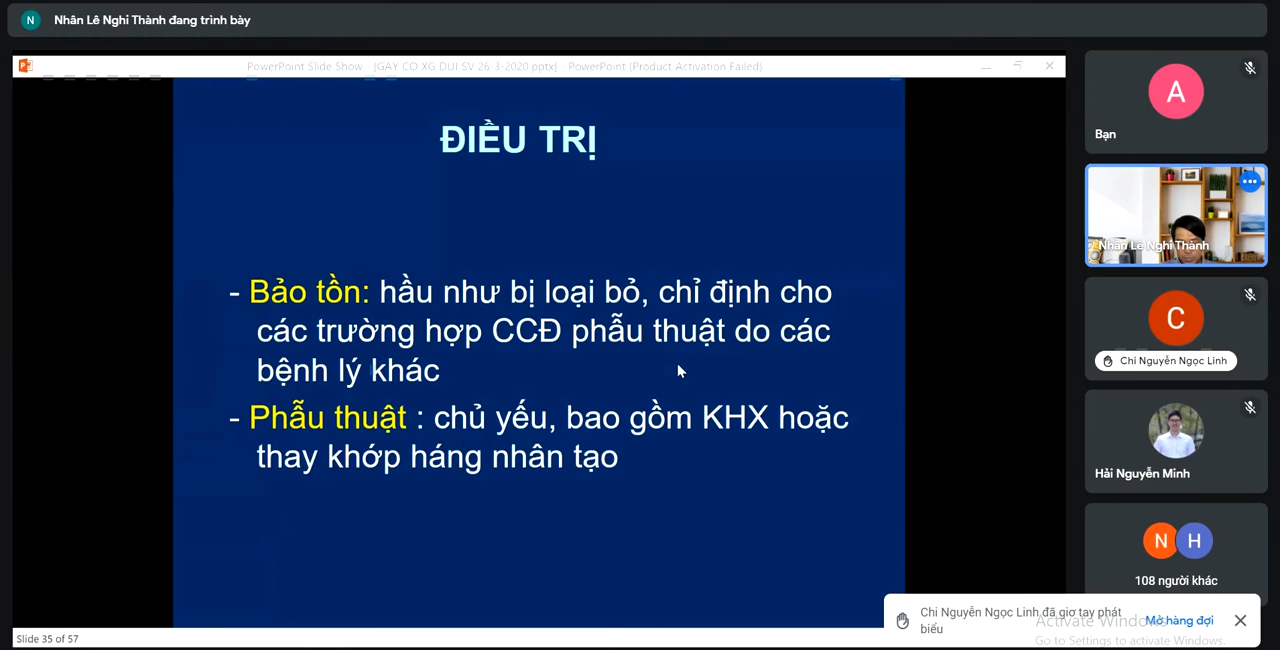 N
Nhân Lê Nghi Thành đang trình bày
PowerPoint Slide Show - [GAY CO XG DUI SV 26-3-2020.pptx] - PowerPoint (Product Activation Failed)
ĐIỀU TRỊ
- Bảo tồn: hầu như bị loại bỏ, chỉ định cho
các trường hợp CCĐ phẫu thuật do các
bệnh lý khác
- Phẫu thuật : chủ yếu, bao gồm KHX hoặc
thay khớp háng nhân tạo
Slide 35 of 57
A
Bạn
Nhân Lê Nghi Thành
C
Chi Nguyễn Ngọc Linh
Hải Nguyễn Minh
N H
108 người khác
Chi Nguyễn Ngọc Linh đã giơ tay phát
biểu
Mở hàng đợi
Activate Windows
Go to Settings to activate Windows.